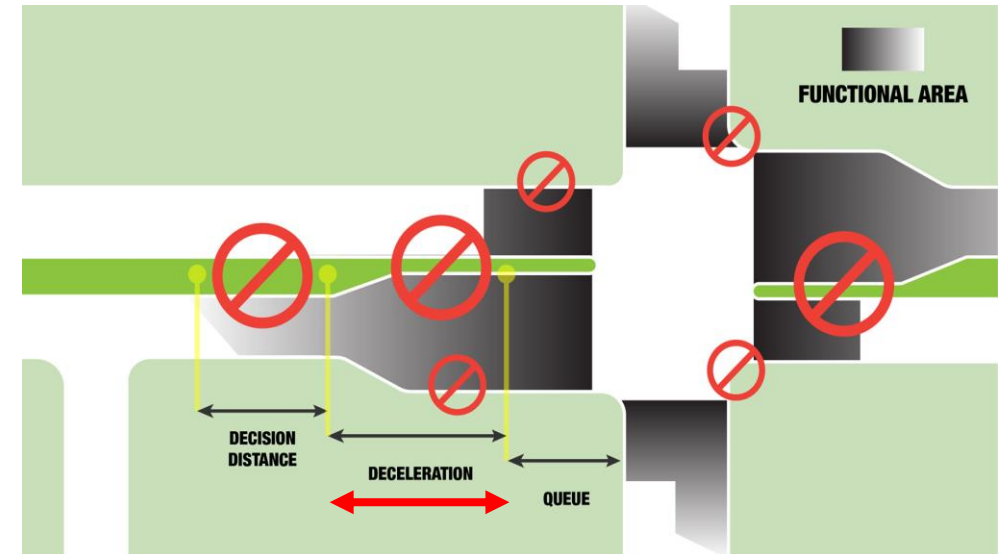 FUNCTIONAL AREA
DECISION
DISTANCE
DECELERATION
QUEUE